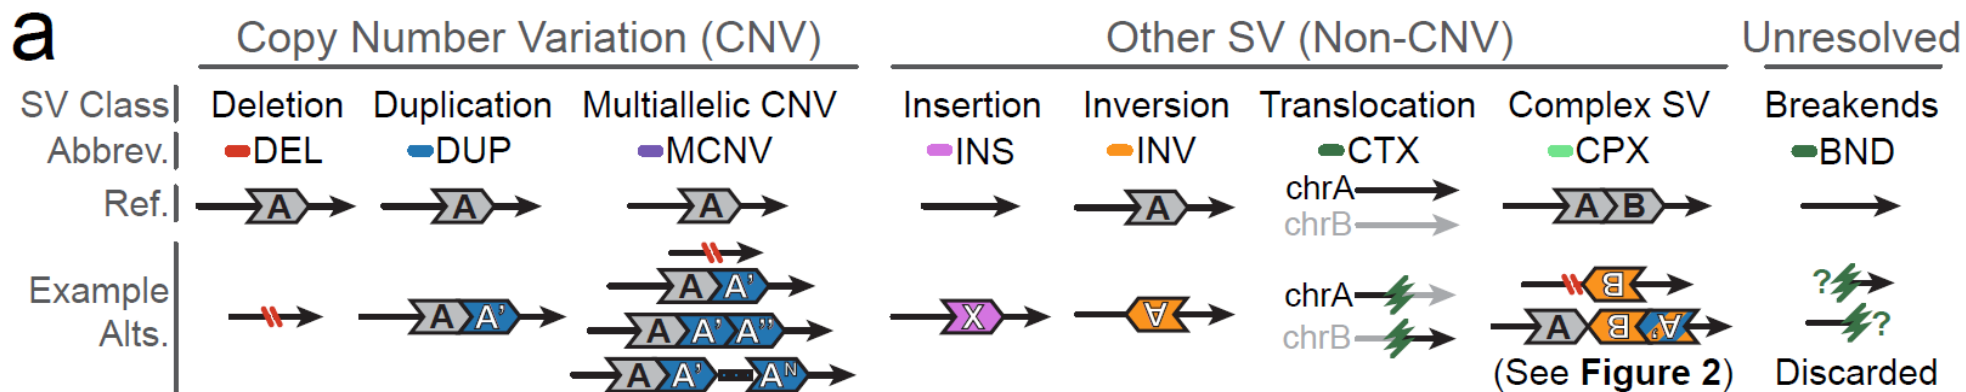 a
Copy Number Variation (CNV) Other SV (Non-CNV) Unresolved
SV Class Deletion Duplication Multiallelic CNV Insertion Inversion Translocation Complex SV Breakends
Abbrev. DEL DUP MCNV INS INV CTX CPX BND
Ref. A A A A chrA A B
chrB
Example Alts. A A' A A' X A chrA B ? 
A A' A'' chrB A B A' ?
A A' Aᴺ (See Figure 2) Discarded